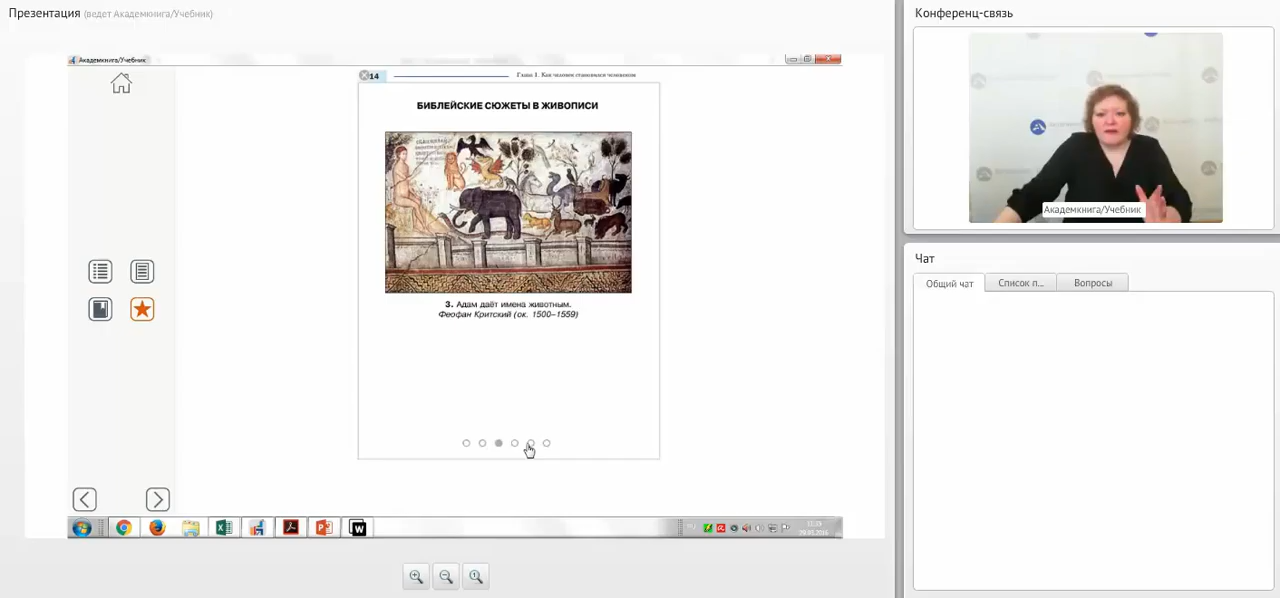 Презентация (ведет Академкнига/Учебник)
Академкнига/Учебник
14
Глава 1. Как человек становился человеком
БИБЛЕЙСКИЕ СЮЖЕТЫ В ЖИВОПИСИ
3. Адам даёт имена животным.
Феофан Критский (ок. 1500–1559)
RU
Конференц-связь
Академкнига/Учебник
Чат
Общий чат
Список п...
Вопросы